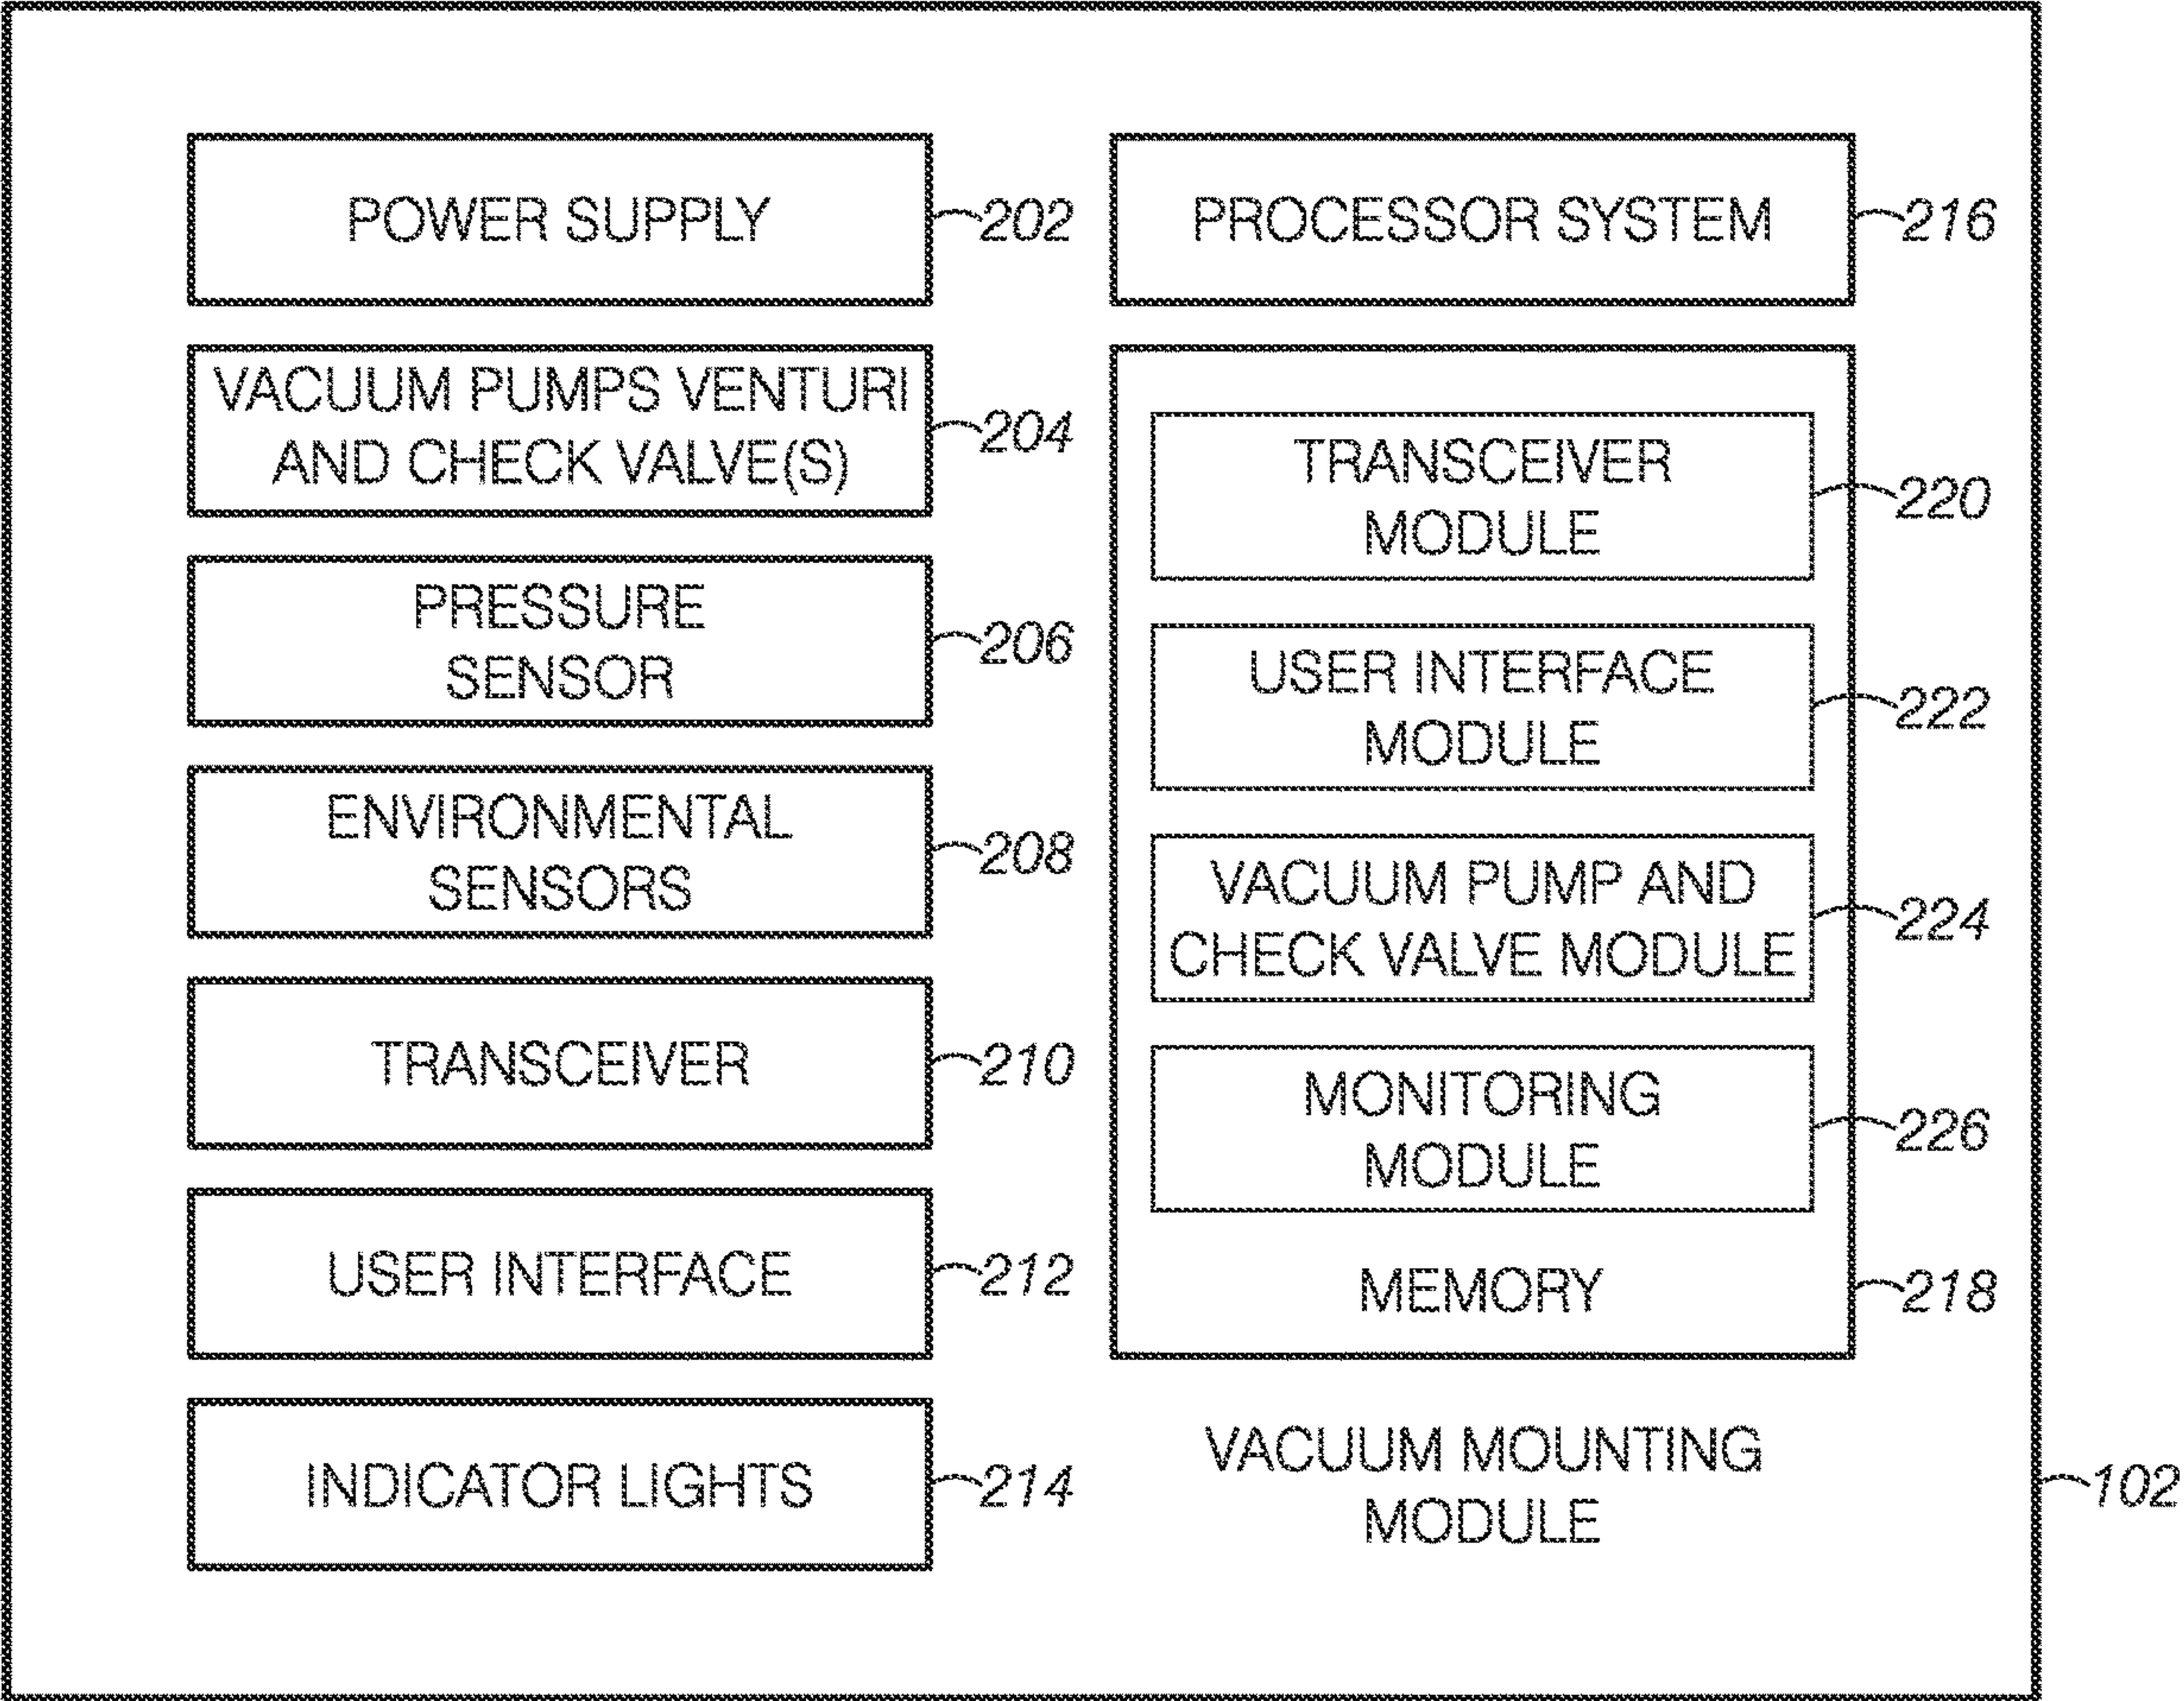 POWER SUPPLY
202
VACUUM PUMPS VENTURI
AND CHECK VALVE(S)
204
PRESSURE
SENSOR
206
ENVIRONMENTAL
SENSORS
208
TRANSCEIVER
210
USER INTERFACE
212
INDICATOR LIGHTS
214
PROCESSOR SYSTEM
216
TRANSCEIVER
MODULE
220
USER INTERFACE
MODULE
222
VACUUM PUMP AND
CHECK VALVE MODULE
224
MONITORING
MODULE
226
MEMORY
218
VACUUM MOUNTING
MODULE
102